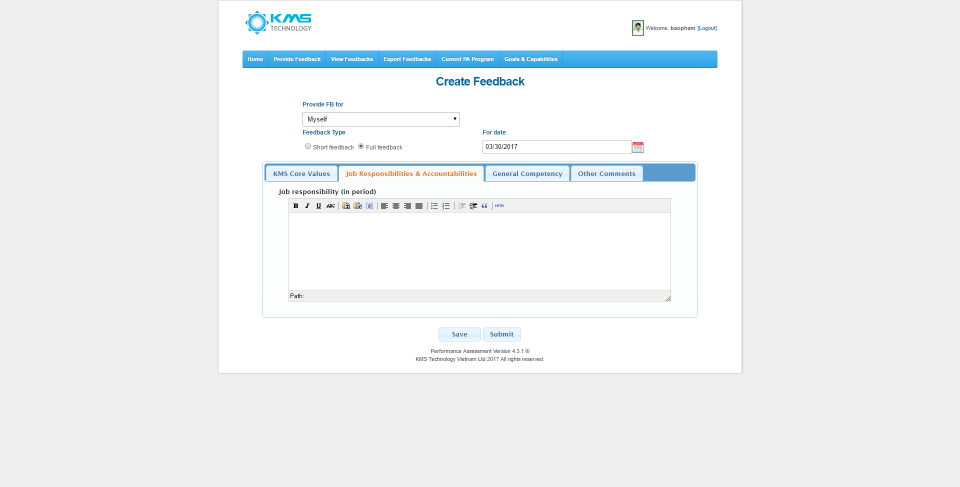 KMS
TECHNOLOGY
Welcome, baopham [Logout]
Home Provide Feedback View Feedbacks Export Feedbacks Current PA Program Goals & Capabilities
Create Feedback
Provide FB for
Myself
Feedback Type For date
Short feedback Full feedback 03/30/2017
KMS Core Values Job Responsibilities & Accountabilities General Competency Other Comments
Job responsibility (in period)
B I U ABC HTML
Path:
Save Submit
Performance Assessment Version 4.3.1 ®
KMS Technology Vietnam Ltd 2017 All rights reserved.